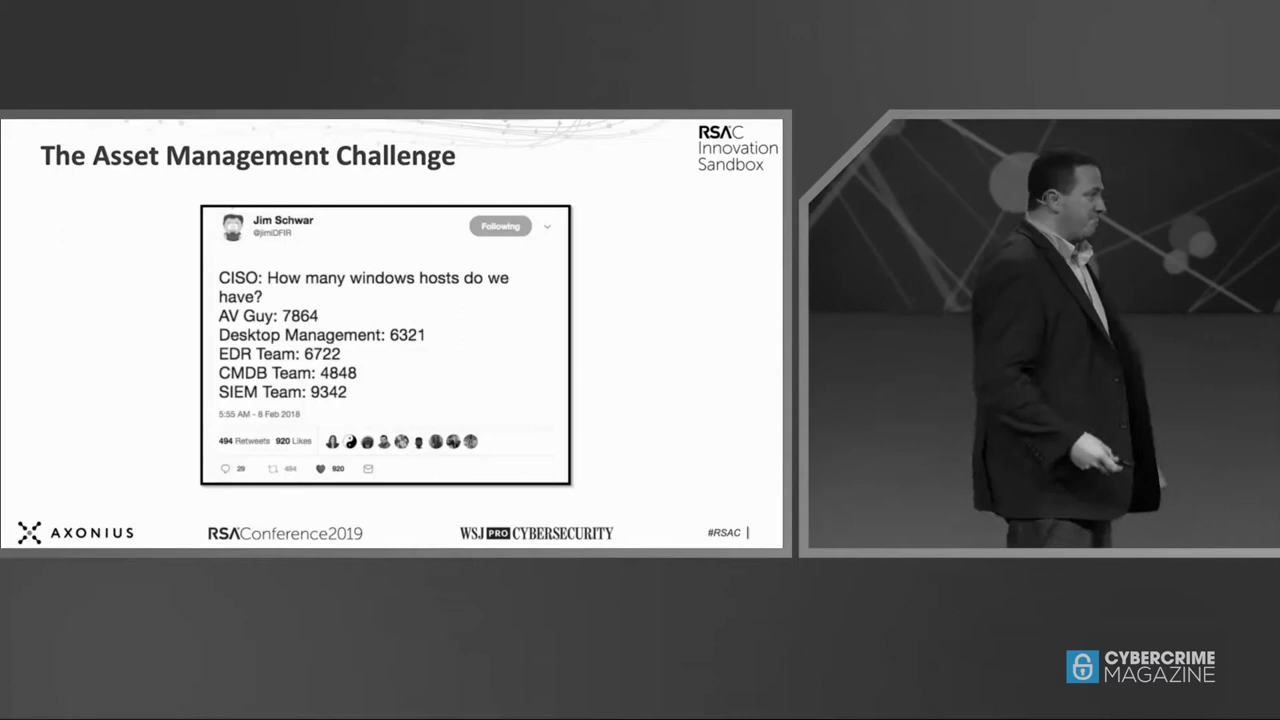 The Asset Management Challenge
RSAC
Innovation
Sandbox
Jim Schwar
@jimiDFIR
Following
CISO: How many windows hosts do we
have?
AV Guy: 7864
Desktop Management: 6321
EDR Team: 6722
CMDB Team: 4848
SIEM Team: 9342
5:55 AM - 8 Feb 2018
494 Retweets 920 Likes
29 494 920
AXONIUS
RSAConference2019
WSJ PRO CYBERSECURITY
#RSAC |
CYBERCRIME
MAGAZINE